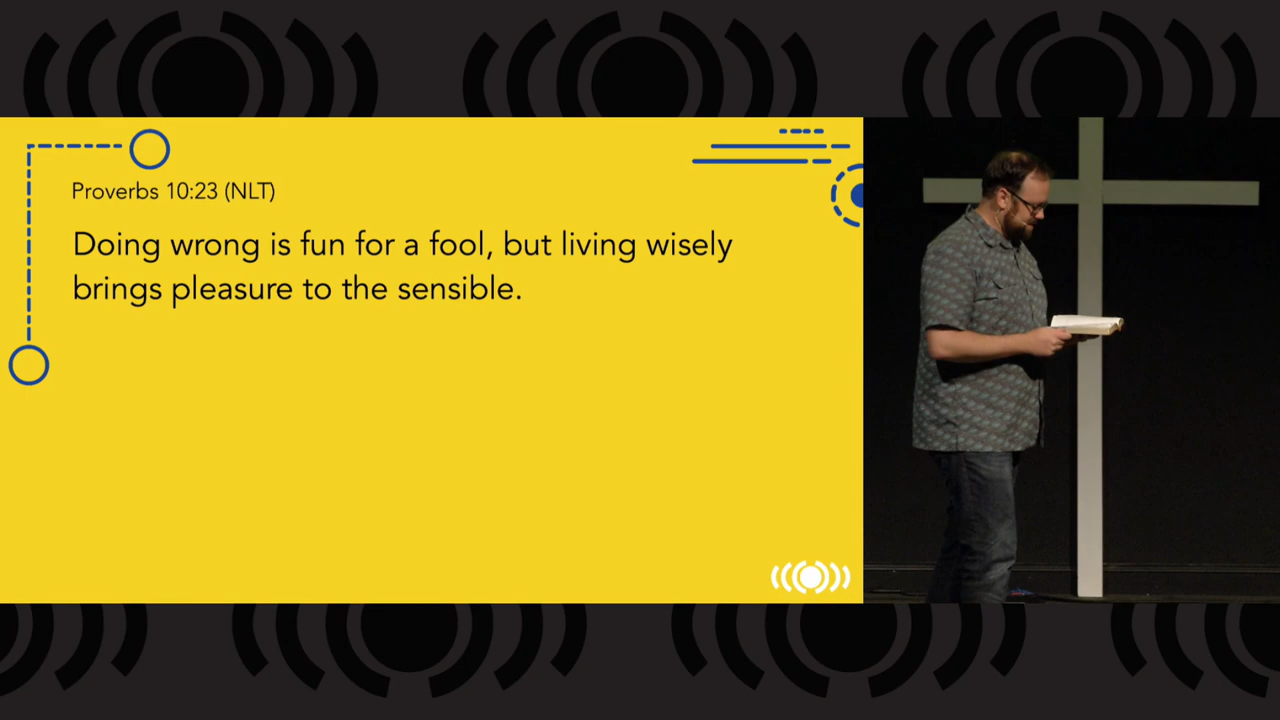 Proverbs 10:23 (NLT)
Doing wrong is fun for a fool, but living wisely
brings pleasure to the sensible.